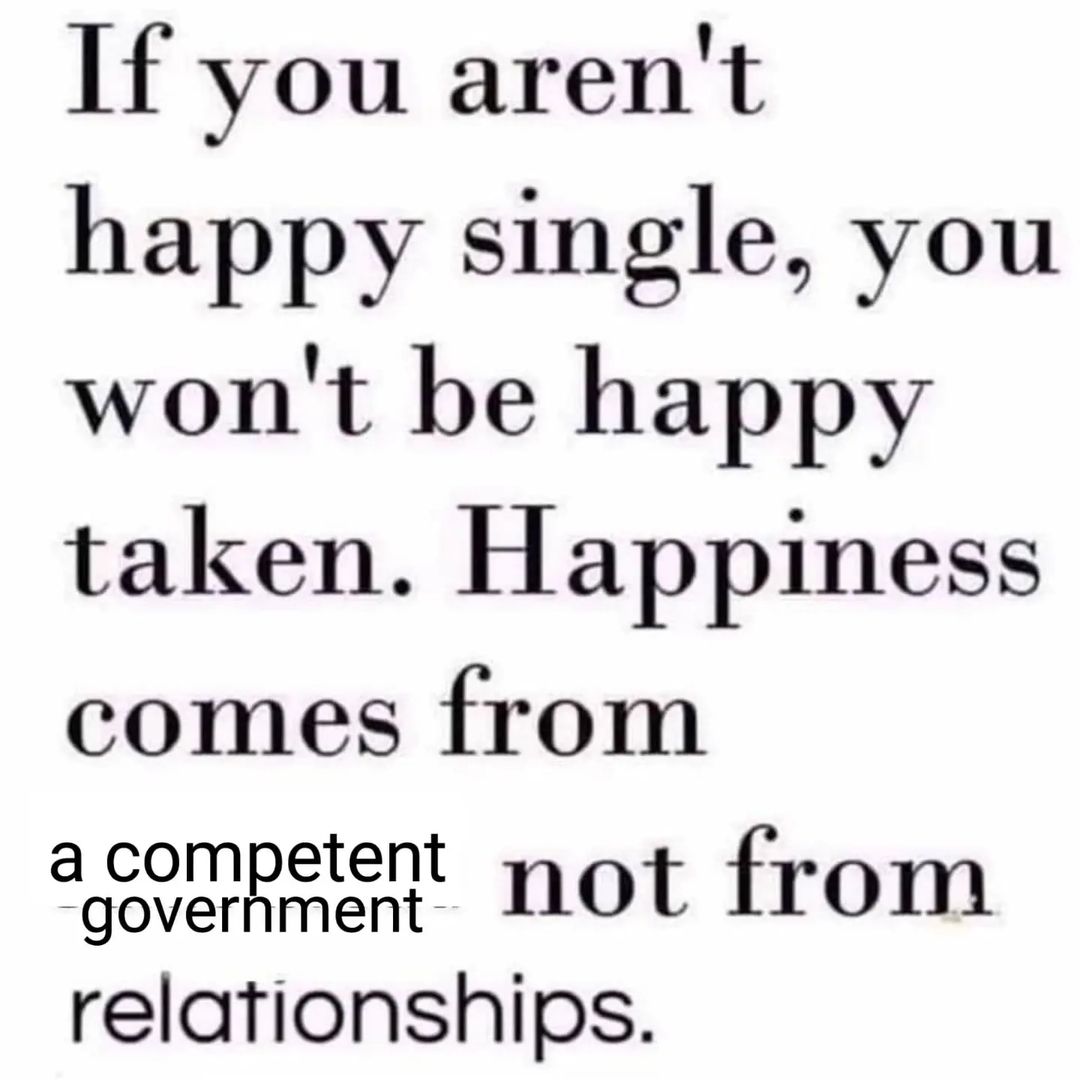 If you aren't
happy single, you
won't be happy
taken. Happiness
comes from
a competent
government not from
relationships.